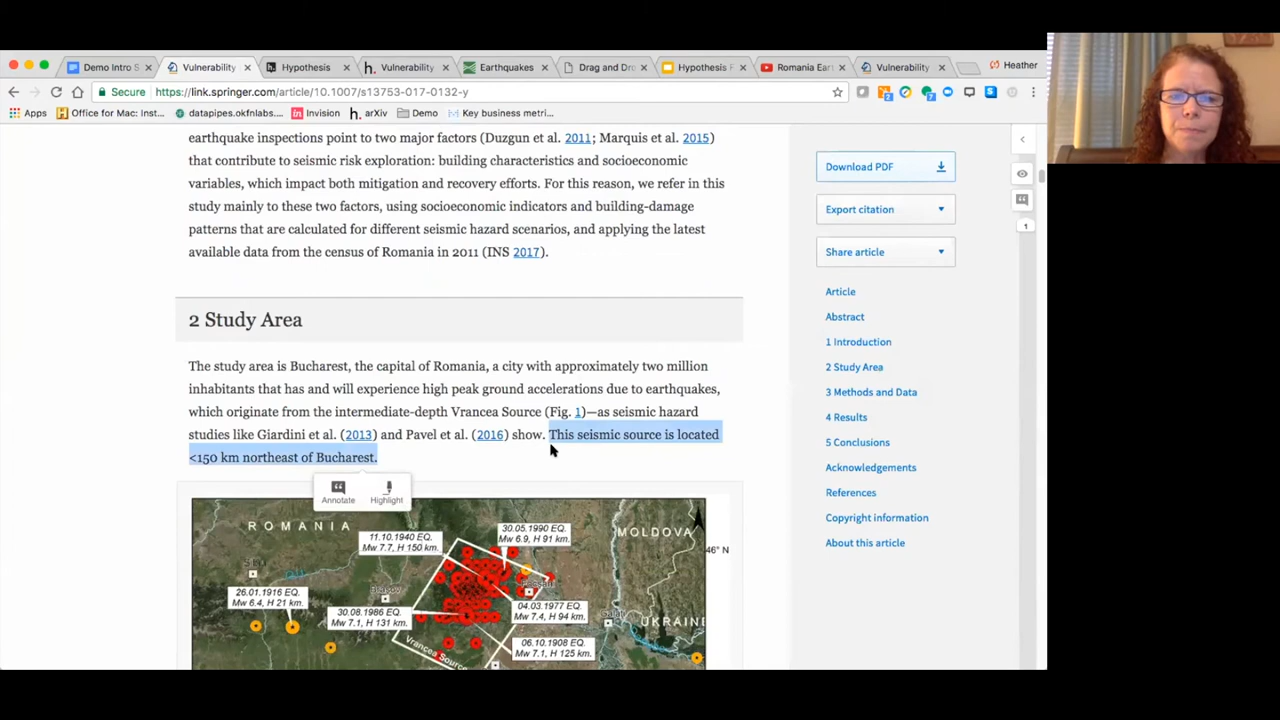 Demo Intro S
Vulnerability
Hypothesis
Vulnerability
Earthquakes
Drag and Dro
Hypothesis F
Romania Ear
Vulnerability
Heather
Secure
https://link.springer.com/article/10.1007/s13753-017-0132-y
Apps
Office for Mac: Inst...
datapipes.okfnlabs...
Invision
arXiv
Demo
Key business metri...
earthquake inspections point to two major factors (Duzgun et al. 2011; Marquis et al. 2015)
that contribute to seismic risk exploration: building characteristics and socioeconomic
variables, which impact both mitigation and recovery efforts. For this reason, we refer in this
study mainly to these two factors, using socioeconomic indicators and building-damage
patterns that are calculated for different seismic hazard scenarios, and applying the latest
available data from the census of Romania in 2011 (INS 2017).
2 Study Area
The study area is Bucharest, the capital of Romania, a city with approximately two million
inhabitants that has and will experience high peak ground accelerations due to earthquakes,
which originate from the intermediate-depth Vrancea Source (Fig. 1)—as seismic hazard
studies like Giardini et al. (2013) and Pavel et al. (2016) show. This seismic source is located
<150 km northeast of Bucharest.
Annotate
Highlight
ROMANIA
MOLDOVA
UKRAINE
46° N
11.10.1940 EQ.
Mw 7.7, H 150 km.
30.05.1990 EQ.
Mw 6.9, H 91 km.
26.01.1916 EQ.
Mw 6.4, H 21 km.
30.08.1986 EQ.
Mw 7.1, H 131 km.
04.03.1977 EQ.
Mw 7.4, H 94 km.
06.10.1908 EQ.
Mw 7.1, H 125 km.
Vrancea Source
Download PDF
Export citation
Share article
Article
Abstract
1 Introduction
2 Study Area
3 Methods and Data
4 Results
5 Conclusions
Acknowledgements
References
Copyright information
About this article
1